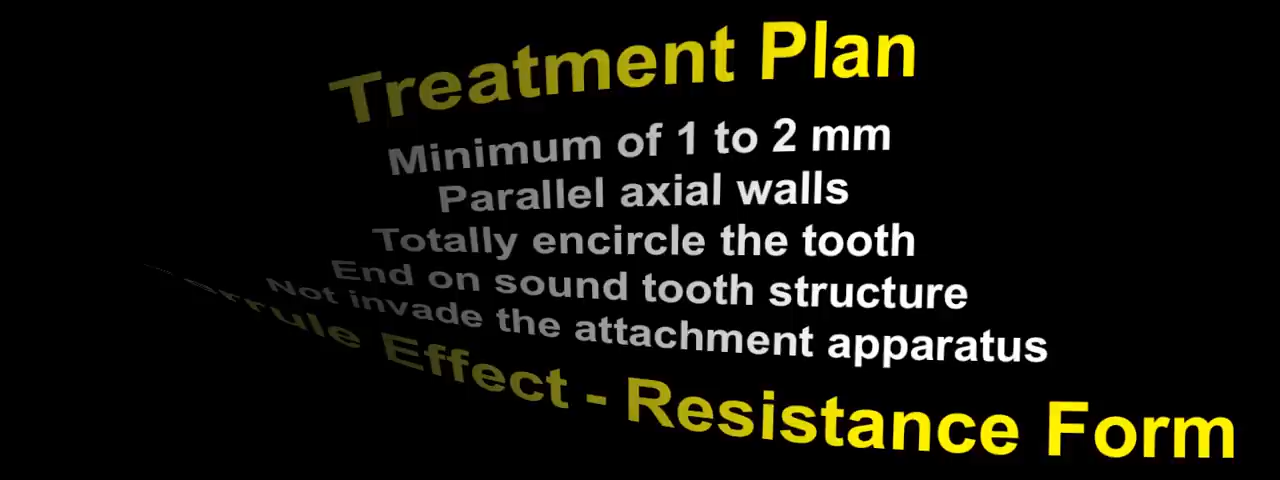 Treatment Plan
Minimum of 1 to 2 mm
Parallel axial walls
Totally encircle the tooth
End on sound tooth structure
Not invade the attachment apparatus
Effect - Resistance Form